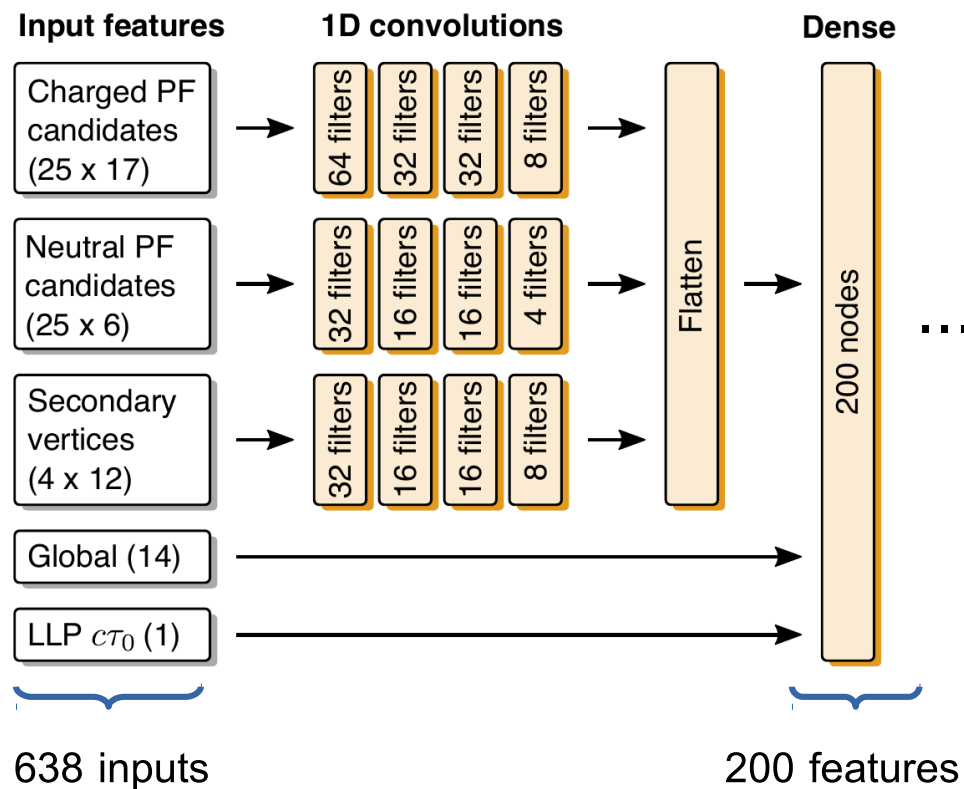 Input features
1D convolutions
Dense
Charged PF
candidates
(25 x 17)
64 filters
32 filters
32 filters
8 filters
Neutral PF
candidates
(25 x 6)
32 filters
16 filters
16 filters
4 filters
Secondary
vertices
(4 x 12)
32 filters
16 filters
16 filters
8 filters
Flatten
200 nodes
...
Global (14)
LLP cτ₀ (1)
638 inputs
200 features